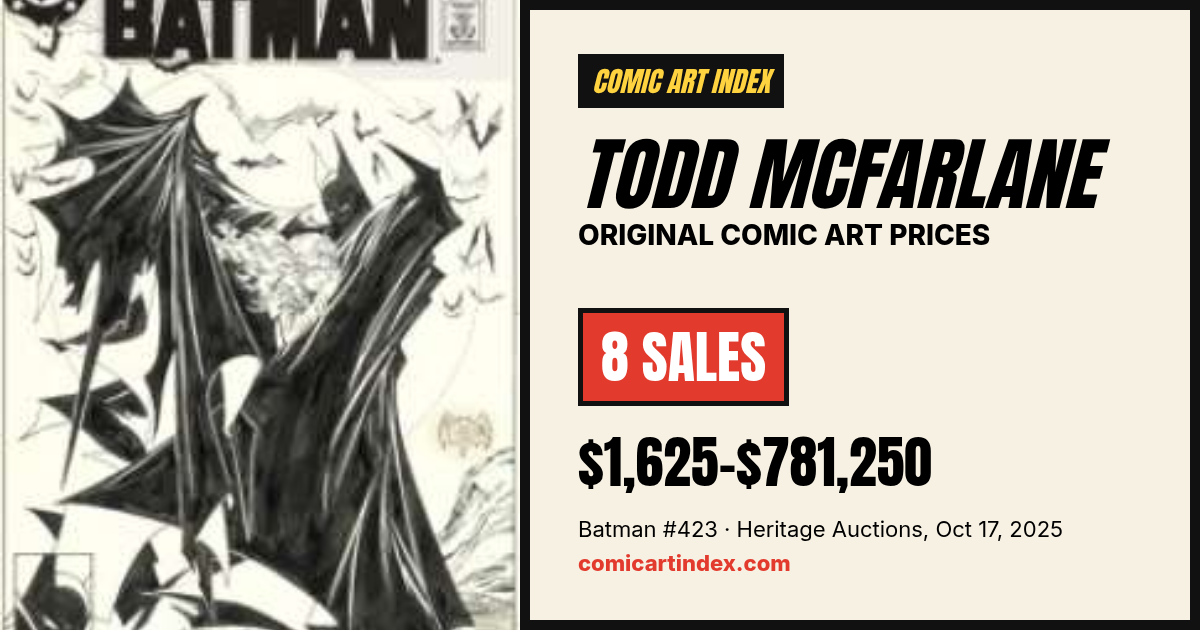 BATMAN
COMIC ART INDEX
TODD MCFARLANE
ORIGINAL COMIC ART PRICES
8 SALES
$1,625–$781,250
Batman #423 · Heritage Auctions, Oct 17, 2025
comicartindex.com